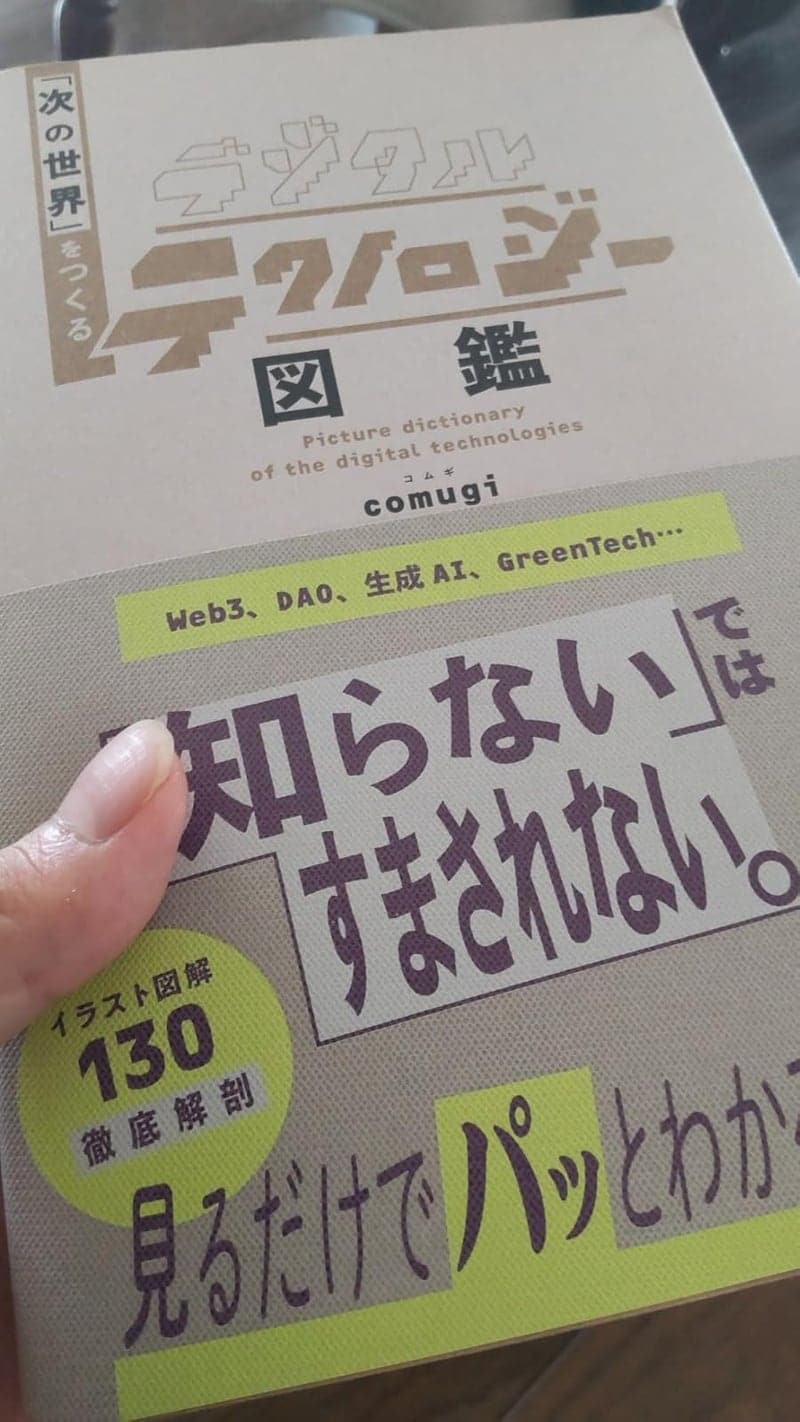 「次の世界」をつくる
デジタル
テクノロジー
図鑑
Picture dictionary
of the digital technologies
コムギ
comugi
Web3、DAO、生成AI、GreenTech…
知らない」では
すまされない。
イラスト図解
130
徹底解剖
見るだけでパッとわかる